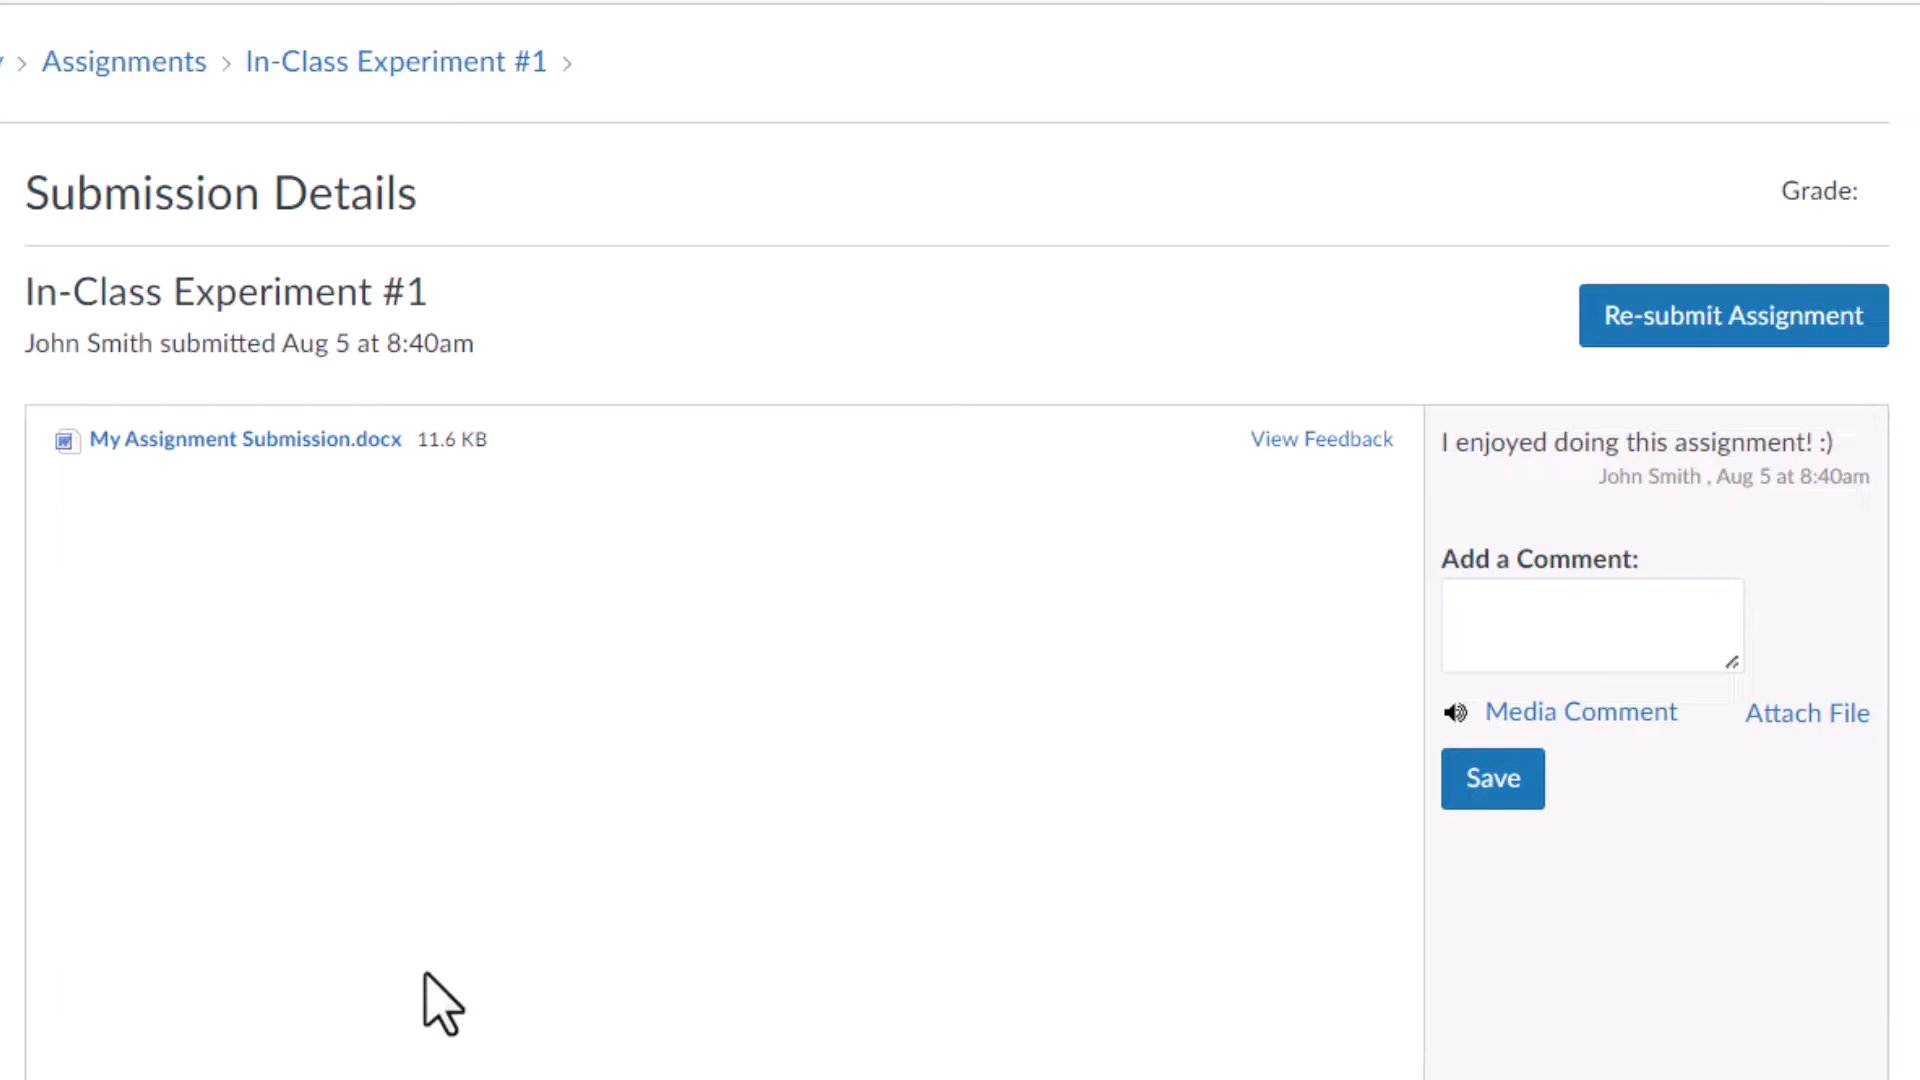 > Assignments > In-Class Experiment #1 >
Submission Details
Grade:
In-Class Experiment #1
John Smith submitted Aug 5 at 8:40am
Re-submit Assignment
My Assignment Submission.docx 11.6 KB
View Feedback
I enjoyed doing this assignment! :)
John Smith , Aug 5 at 8:40am
Add a Comment:
Media Comment
Attach File
Save